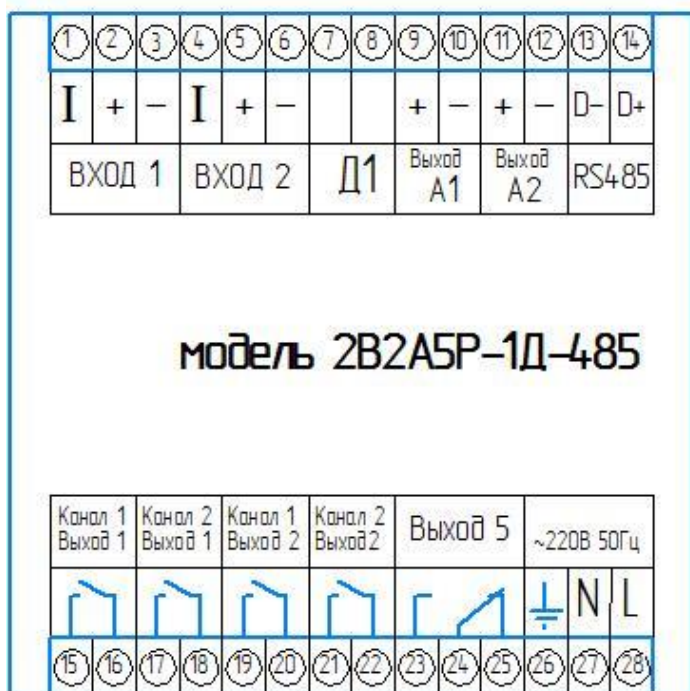 1 2 3 4 5 6 7 8 9 10 11 12 13 14
I + − I + − + − + − D− D+
ВХОД 1 ВХОД 2 Д1 Выход А1 Выход А2 RS485
модель 2В2А5Р−1Д−485
Канал 1 Канал 2 Канал 1 Канал 2 Выход 5 ~220В 50Гц
Выход 1 Выход 1 Выход 2 Выход2
N L
15 16 17 18 19 20 21 22 23 24 25 26 27 28